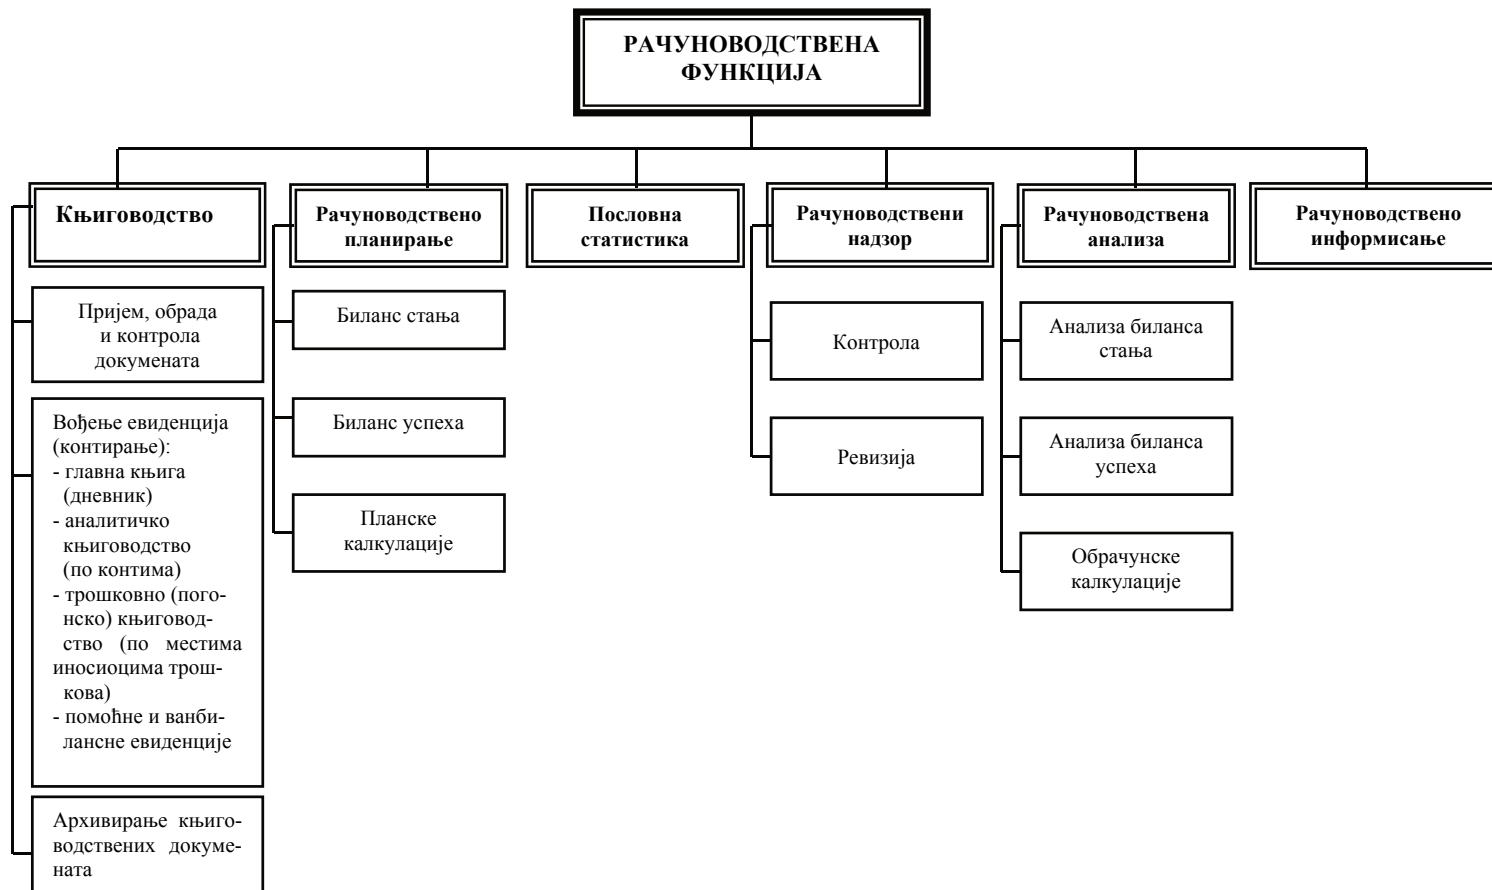 РАЧУНОВОДСТВЕНА
ФУНКЦИЈА
Књиговодство
Пријем, обрада
и контрола
докумената
Вођење евиденција
(контирање):
- главна књига
(дневник)
- аналитичко
књиговодство
(по контима)
- трошковно (пого-
нско) књиговод-
ство (по местима
иносиоцима трош-
кова)
- помоћне и ванби-
лансне евиденције
Архивирање књиго-
водствених докуме-
ната
Рачуноводствено
планирање
Биланс стања
Биланс успеха
Планске
калкулације
Пословна
статистика
Рачуноводствени
надзор
Контрола
Ревизија
Рачуноводствена
анализа
Анализа биланса
стања
Анализа биланса
успеха
Обрачунске
калкулације
Рачуноводствено
информисање